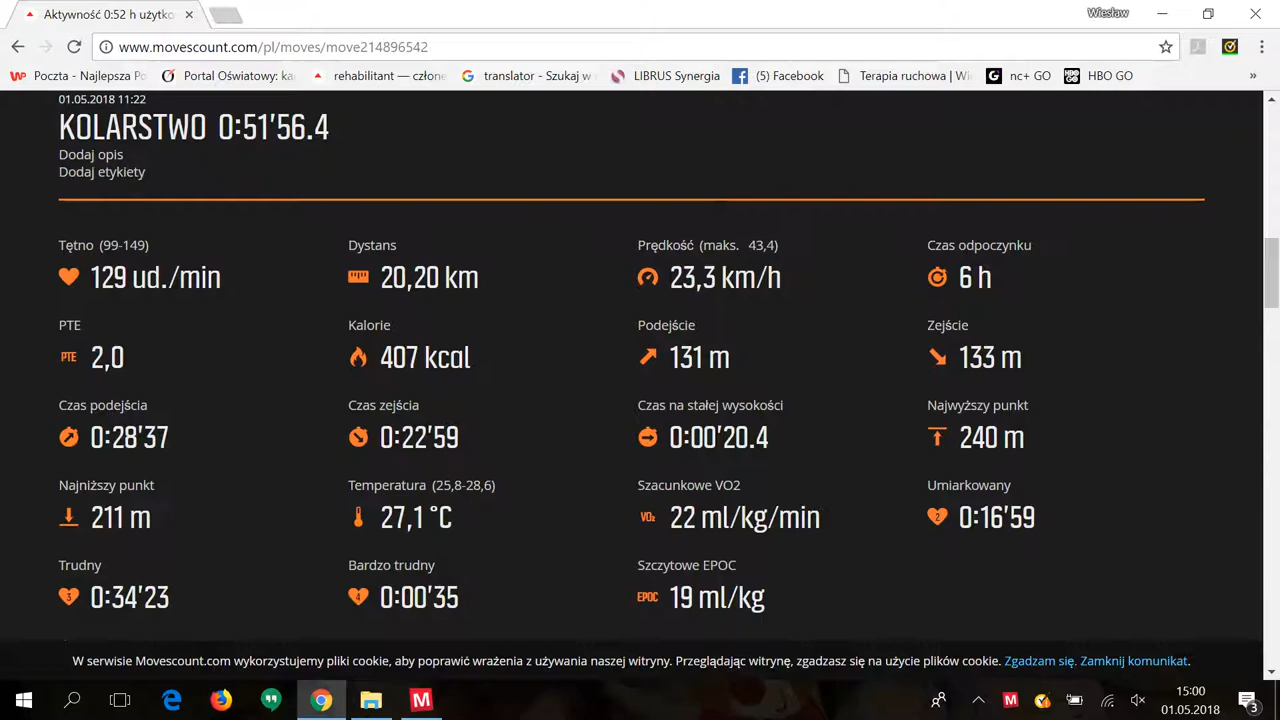 Aktywność 0:52 h użytko
Wiesław
www.movescount.com/pl/moves/move214896542
Poczta - Najlepsza Po
Portal Oświatowy: ka
rehabilitant — człone
translator - Szukaj w
LIBRUS Synergia
(5) Facebook
Terapia ruchowa | Wi
nc+ GO
HBO GO
»
01.05.2018 11:22
KOLARSTWO 0:51'56.4
Dodaj opis
Dodaj etykiety
Tętno (99-149)
129 ud./min
Dystans
20,20 km
Prędkość (maks. 43,4)
23,3 km/h
Czas odpoczynku
6 h
PTE
PTE 2,0
Kalorie
407 kcal
Podejście
131 m
Zejście
133 m
Czas podejścia
0:28'37
Czas zejścia
0:22'59
Czas na stałej wysokości
0:00'20.4
Najwyższy punkt
240 m
Najniższy punkt
211 m
Temperatura (25,8-28,6)
27,1 °C
Szacunkowe VO2
VO₂ 22 ml/kg/min
Umiarkowany
2 0:16'59
Trudny
3 0:34'23
Bardzo trudny
4 0:00'35
Szczytowe EPOC
EPOC 19 ml/kg
W serwisie Movescount.com wykorzystujemy pliki cookie, aby poprawić wrażenia z używania naszej witryny. Przeglądając witrynę, zgadzasz się na użycie plików cookie. Zgadzam się. Zamknij komunikat.
15:00
01.05.2018
3